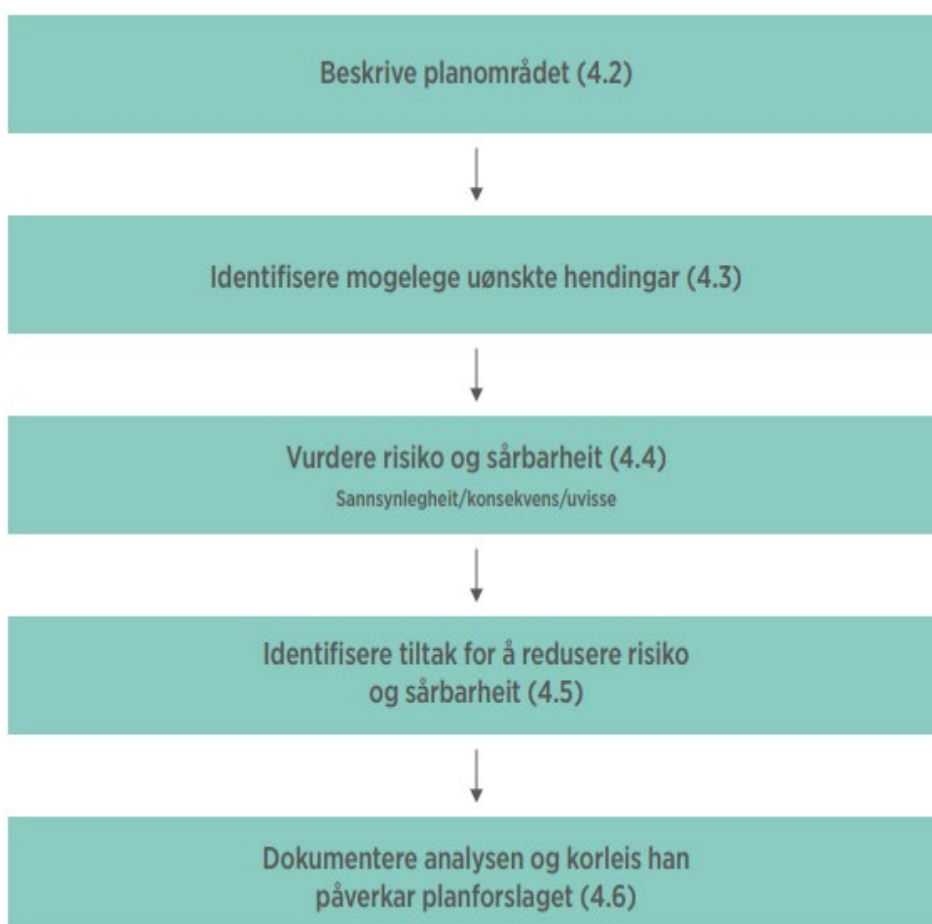 Beskrive planområdet (4.2)
Identifisere mogelege uønskte hendingar (4.3)
Vurdere risiko og sårbarheit (4.4)
Sannsynlegheit/konsekvens/uvisse
Identifisere tiltak for å redusere risiko
og sårbarheit (4.5)
Dokumentere analysen og korleis han
påverkar planforslaget (4.6)